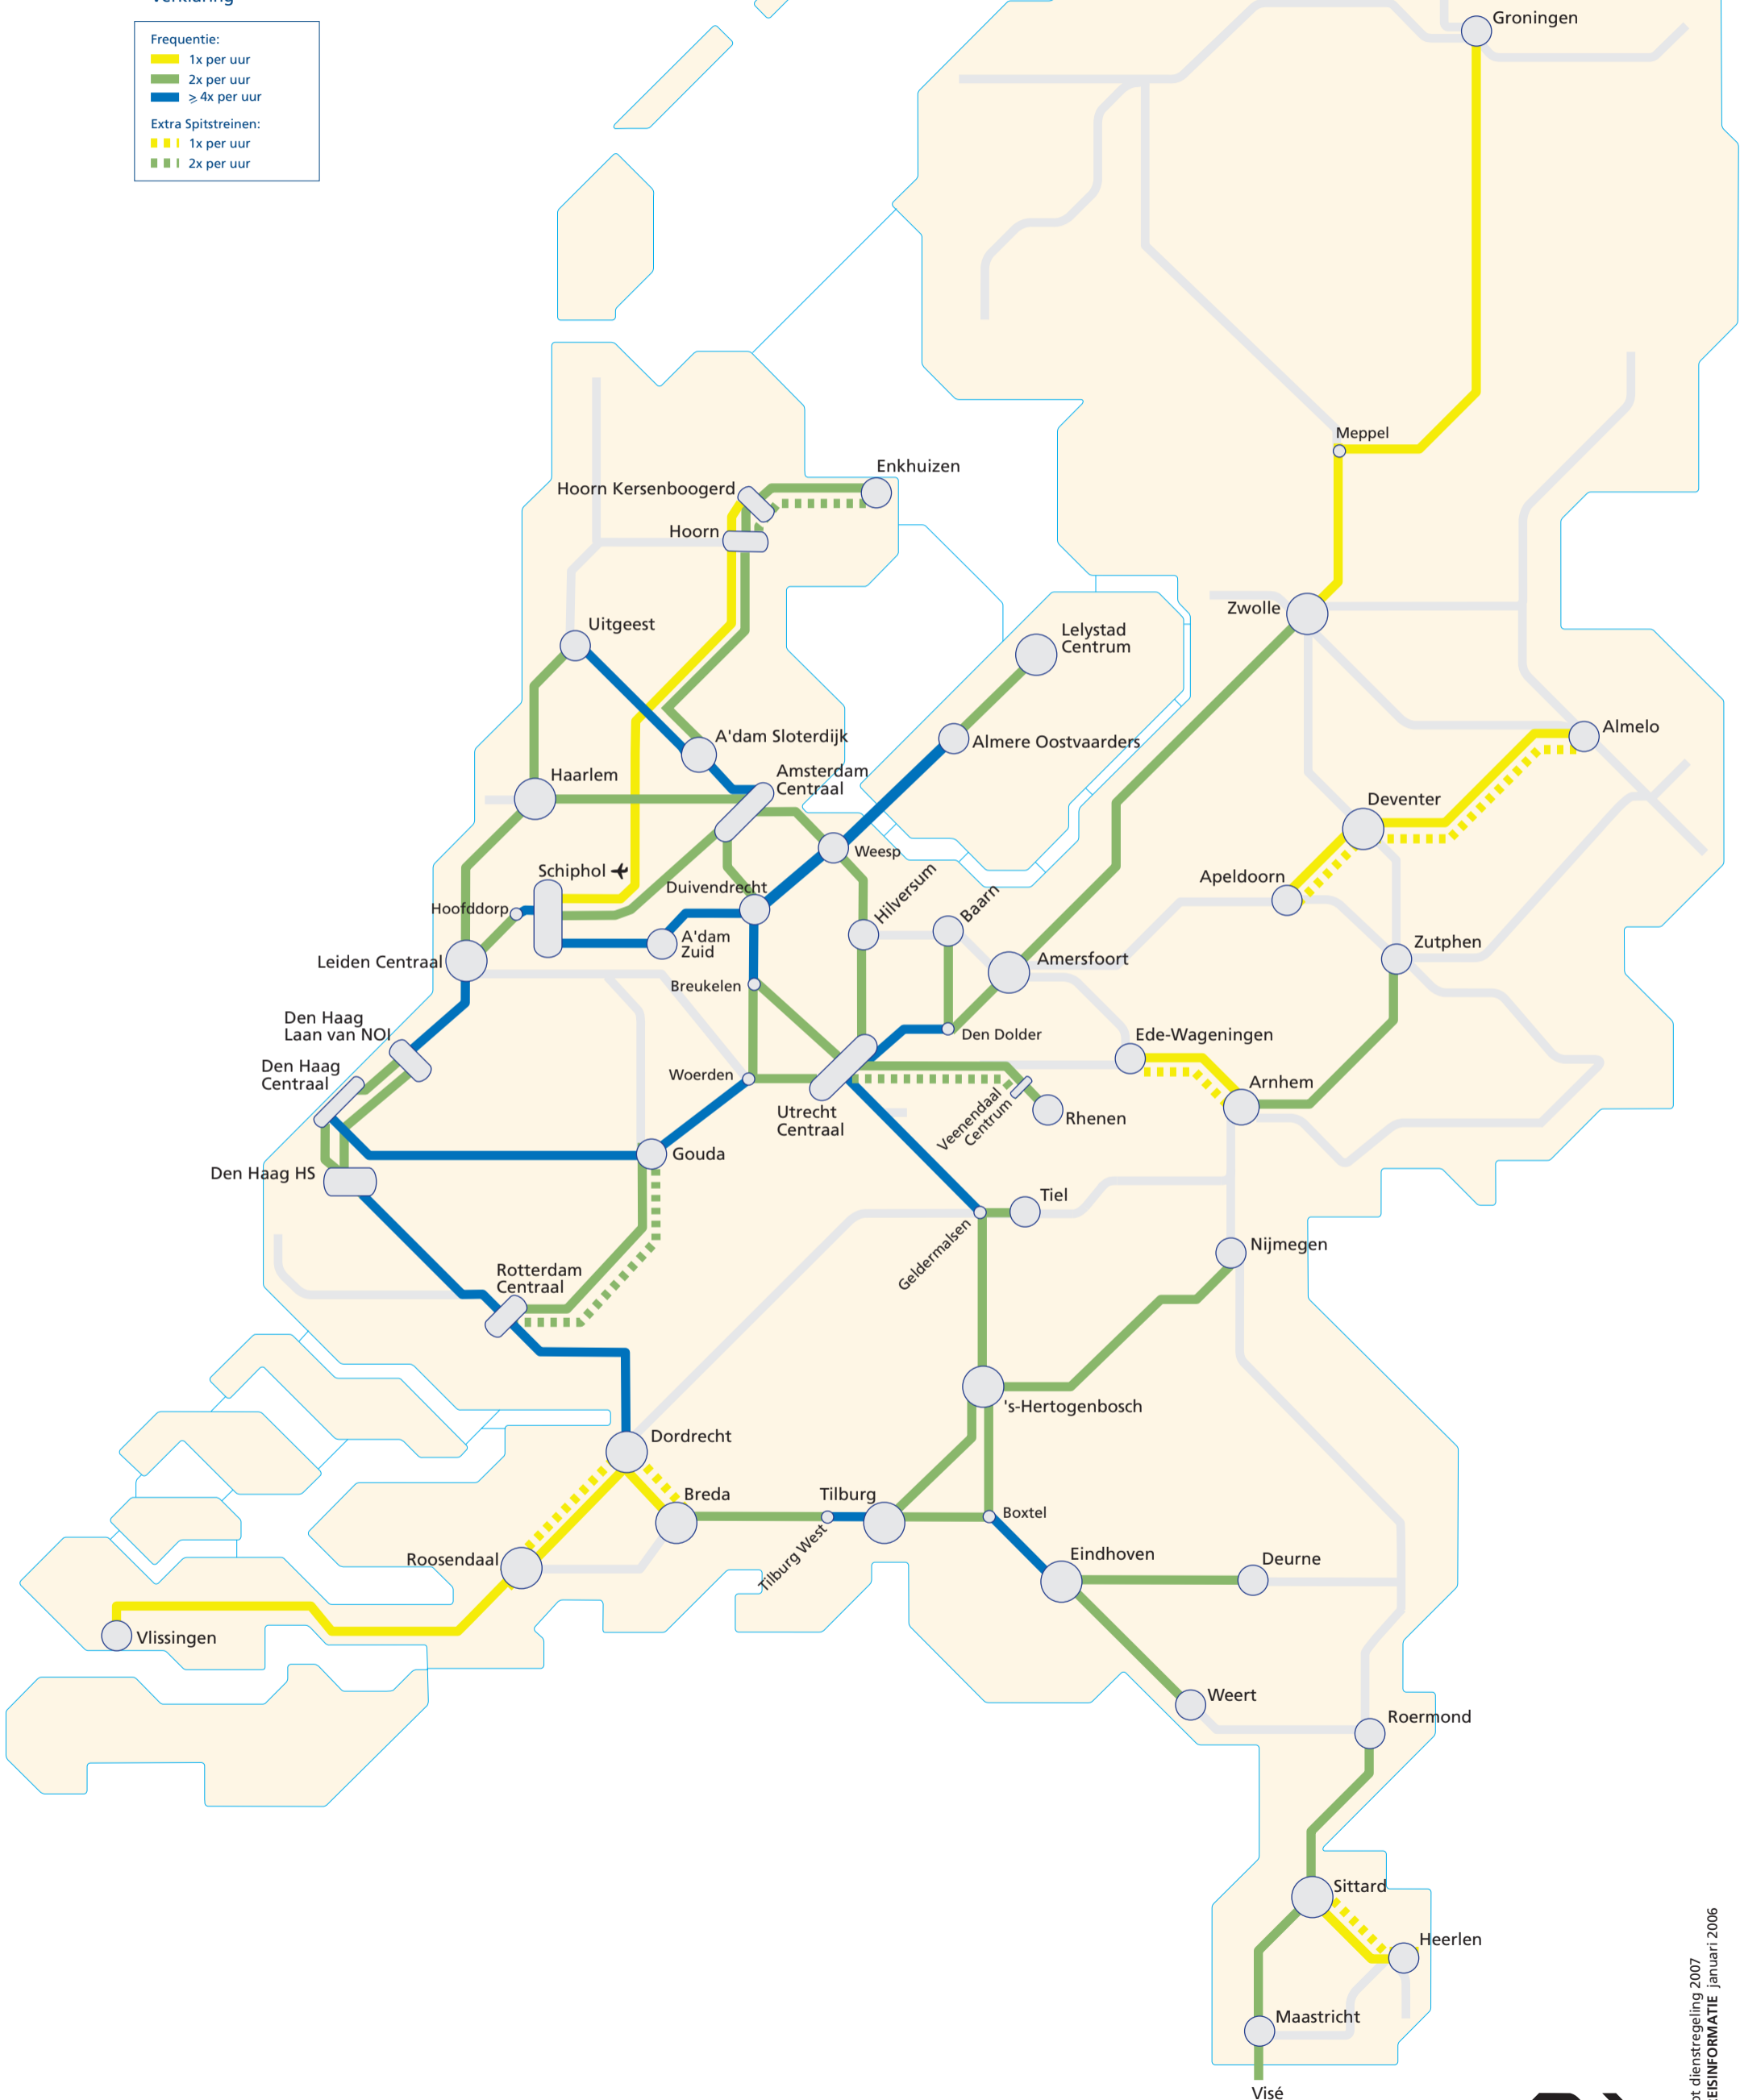 Verklaring
Frequentie:
1x per uur
2x per uur
⩾ 4x per uur
Extra Spitstreinen:
1x per uur
2x per uur
Groningen
Meppel
Enkhuizen
Hoorn Kersenboogerd
Hoorn
Zwolle
Uitgeest
Lelystad
Centrum
Almelo
A'dam Sloterdijk
Almere Oostvaarders
Haarlem
Amsterdam
Centraal
Deventer
Weesp
Schiphol
Apeldoorn
Duivendrecht
Hoofddorp
Hilversum
Baarn
A'dam
Zuid
Zutphen
Leiden Centraal
Amersfoort
Breukelen
Den Haag
Laan van NOI
Den Dolder
Ede-Wageningen
Den Haag
Centraal
Woerden
Arnhem
Utrecht
Centraal
Veenendaal
Centrum
Rhenen
Gouda
Den Haag HS
Tiel
Geldermalsen
Nijmegen
Rotterdam
Centraal
's-Hertogenbosch
Dordrecht
Breda
Tilburg
Boxtel
Tilburg West
Roosendaal
Eindhoven
Deurne
Vlissingen
Weert
Roermond
Sittard
Heerlen
Maastricht
Visé
dienstregeling 2007
januari 2006